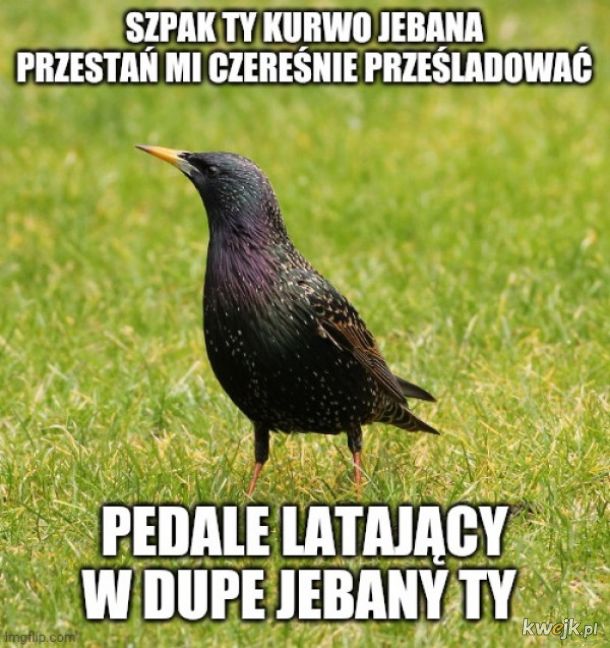 SZPAK TY KURWO JEBANA
PRZESTAŃ MI CZEREŚNIE PRZEŚLADOWAĆ
PEDALE LATAJĄCY
W DUPE JEBANY TY
imgflip.com
kwejk.pl